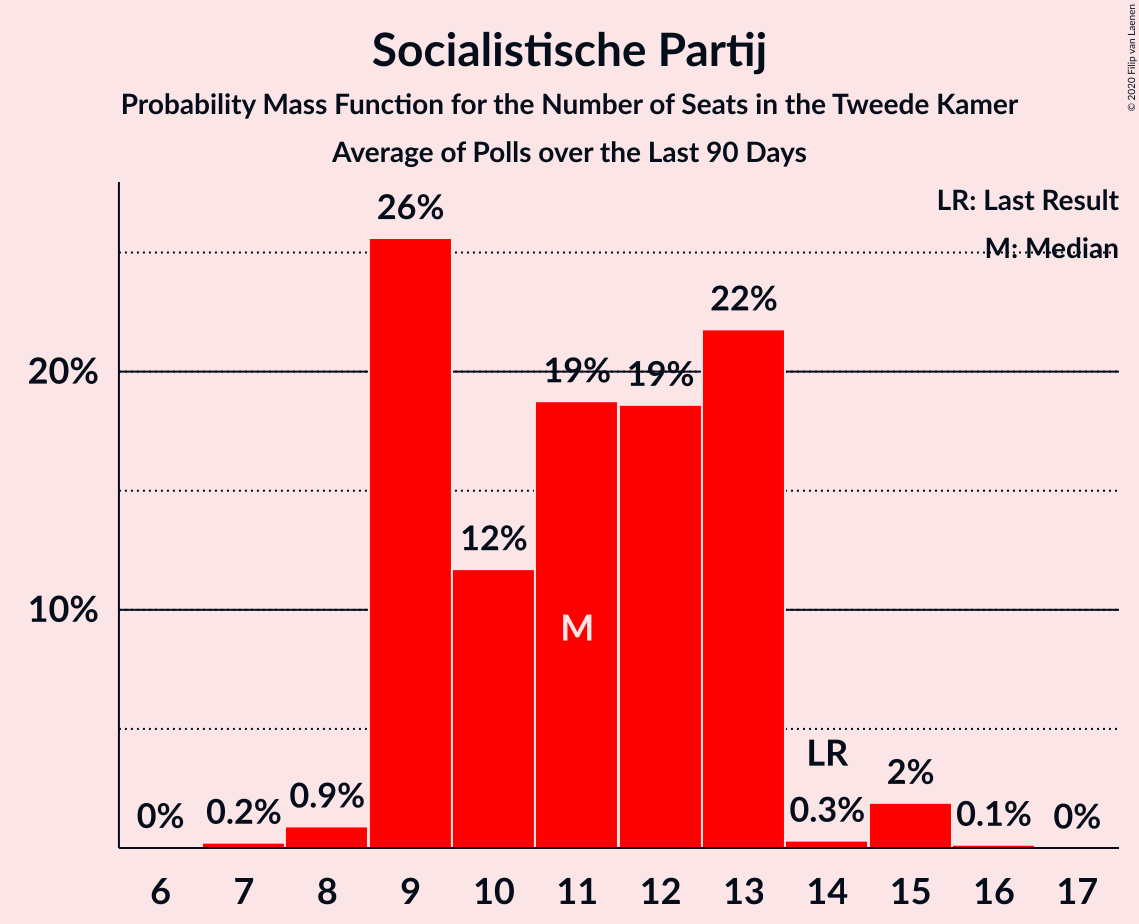 Socialistische Partij
Probability Mass Function for the Number of Seats in the Tweede Kamer
Average of Polls over the Last 90 Days
© 2020 Filip van Laenen
LR: Last Result
M: Median
26%
22%
20%
19% 19%
12%
10%
M
LR
0% 0.2% 0.9% 0.3% 2% 0.1% 0%
6 7 8 9 10 11 12 13 14 15 16 17